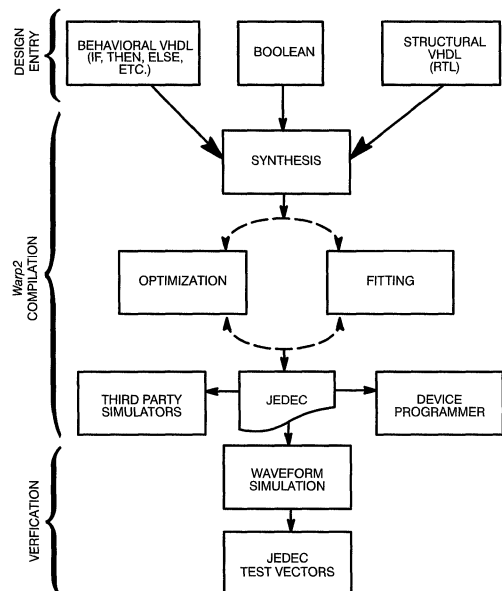 DESIGN
ENTRY
BEHAVIORAL VHDL
(IF, THEN, ELSE,
ETC.)
BOOLEAN
STRUCTURAL
VHDL
(RTL)
Warp2
COMPILATION
SYNTHESIS
OPTIMIZATION
FITTING
THIRD PARTY
SIMULATORS
JEDEC
DEVICE
PROGRAMMER
VERFICATION
WAVEFORM
SIMULATION
JEDEC
TEST VECTORS